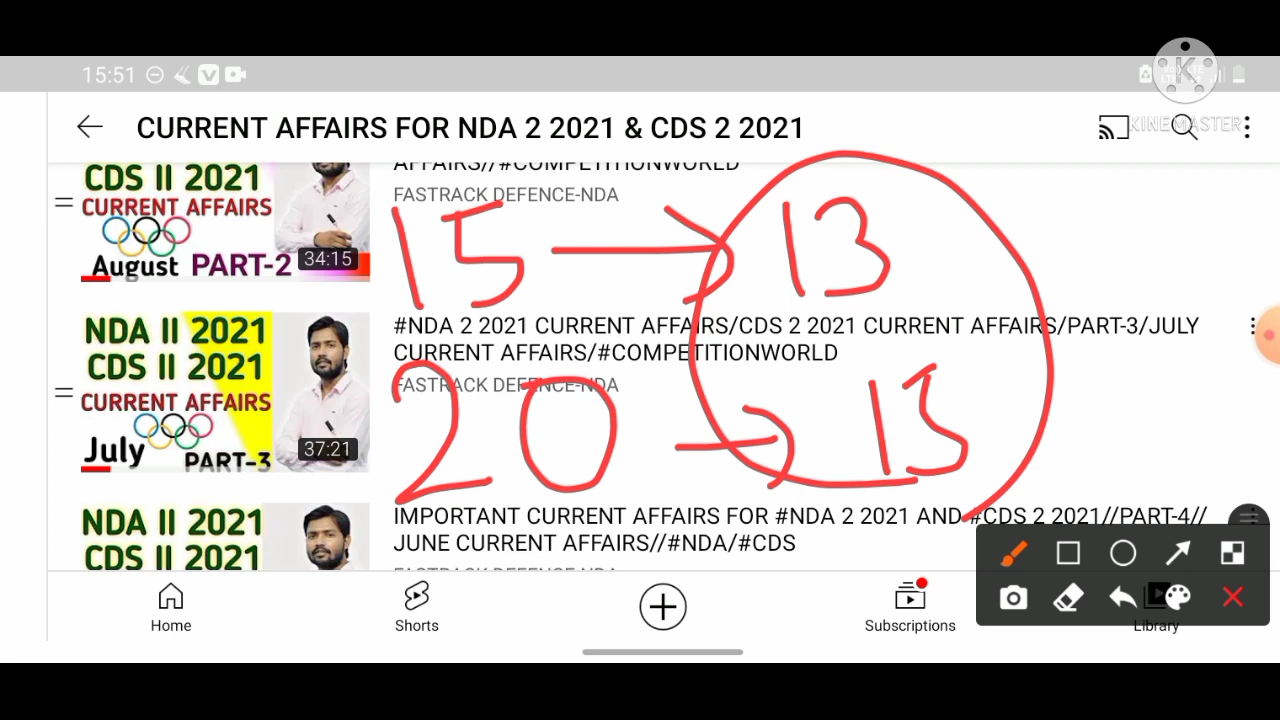 15:51
CURRENT AFFAIRS FOR NDA 2 2021 & CDS 2 2021
KINEMASTER
K
CDS II 2021
CURRENT AFFAIRS
August PART-2
34:15
AFFAIRS//#COMPETITIONWORLD
FASTRACK DEFENCE-NDA
15 → 13
NDA II 2021
CDS II 2021
CURRENT AFFAIRS
July PART-3
37:21
#NDA 2 2021 CURRENT AFFAIRS/CDS 2 2021 CURRENT AFFAIRS/PART-3/JULY
CURRENT AFFAIRS/#COMPETITIONWORLD
FASTRACK DEFENCE-NDA
20 → 15
NDA II 2021
CDS II 2021
IMPORTANT CURRENT AFFAIRS FOR #NDA 2 2021 AND #CDS 2 2021//PART-4//
JUNE CURRENT AFFAIRS//#NDA/#CDS
FASTRACK DEFENCE-NDA
Home
Shorts
Subscriptions
Library